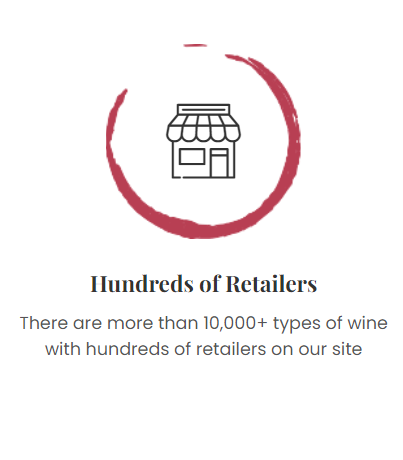 Hundreds of Retailers
There are more than 10,000+ types of wine
with hundreds of retailers on our site